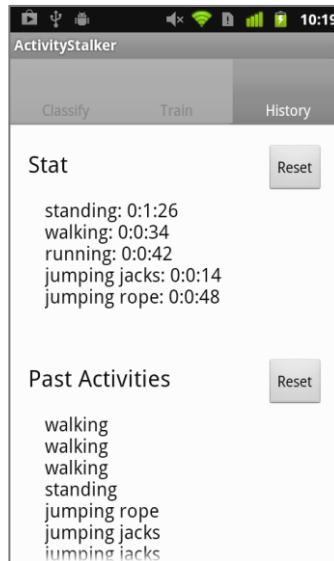 10:19
ActivityStalker
Classify Train History
Stat Reset
standing: 0:1:26
walking: 0:0:34
running: 0:0:42
jumping jacks: 0:0:14
jumping rope: 0:0:48
Past Activities Reset
walking
walking
walking
standing
jumping rope
jumping jacks
jumping jacks